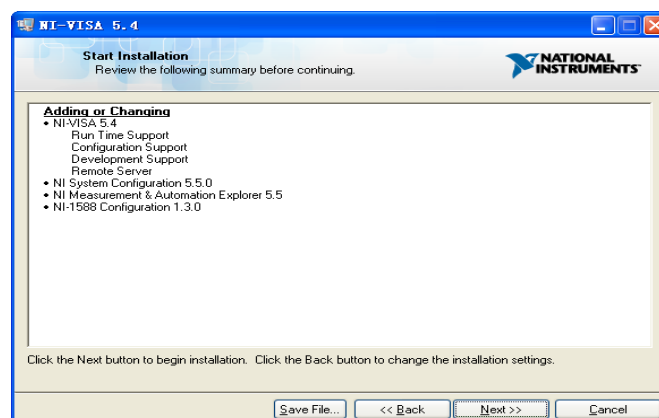 NI-VISA 5.4
Start Installation
Review the following summary before continuing.
NATIONAL
INSTRUMENTS™
Adding or Changing
• NI-VISA 5.4
Run Time Support
Configuration Support
Development Support
Remote Server
• NI System Configuration 5.5.0
• NI Measurement & Automation Explorer 5.5
• NI-1588 Configuration 1.3.0
Click the Next button to begin installation.  Click the Back button to change the installation settings.
Save File... << Back Next >> Cancel